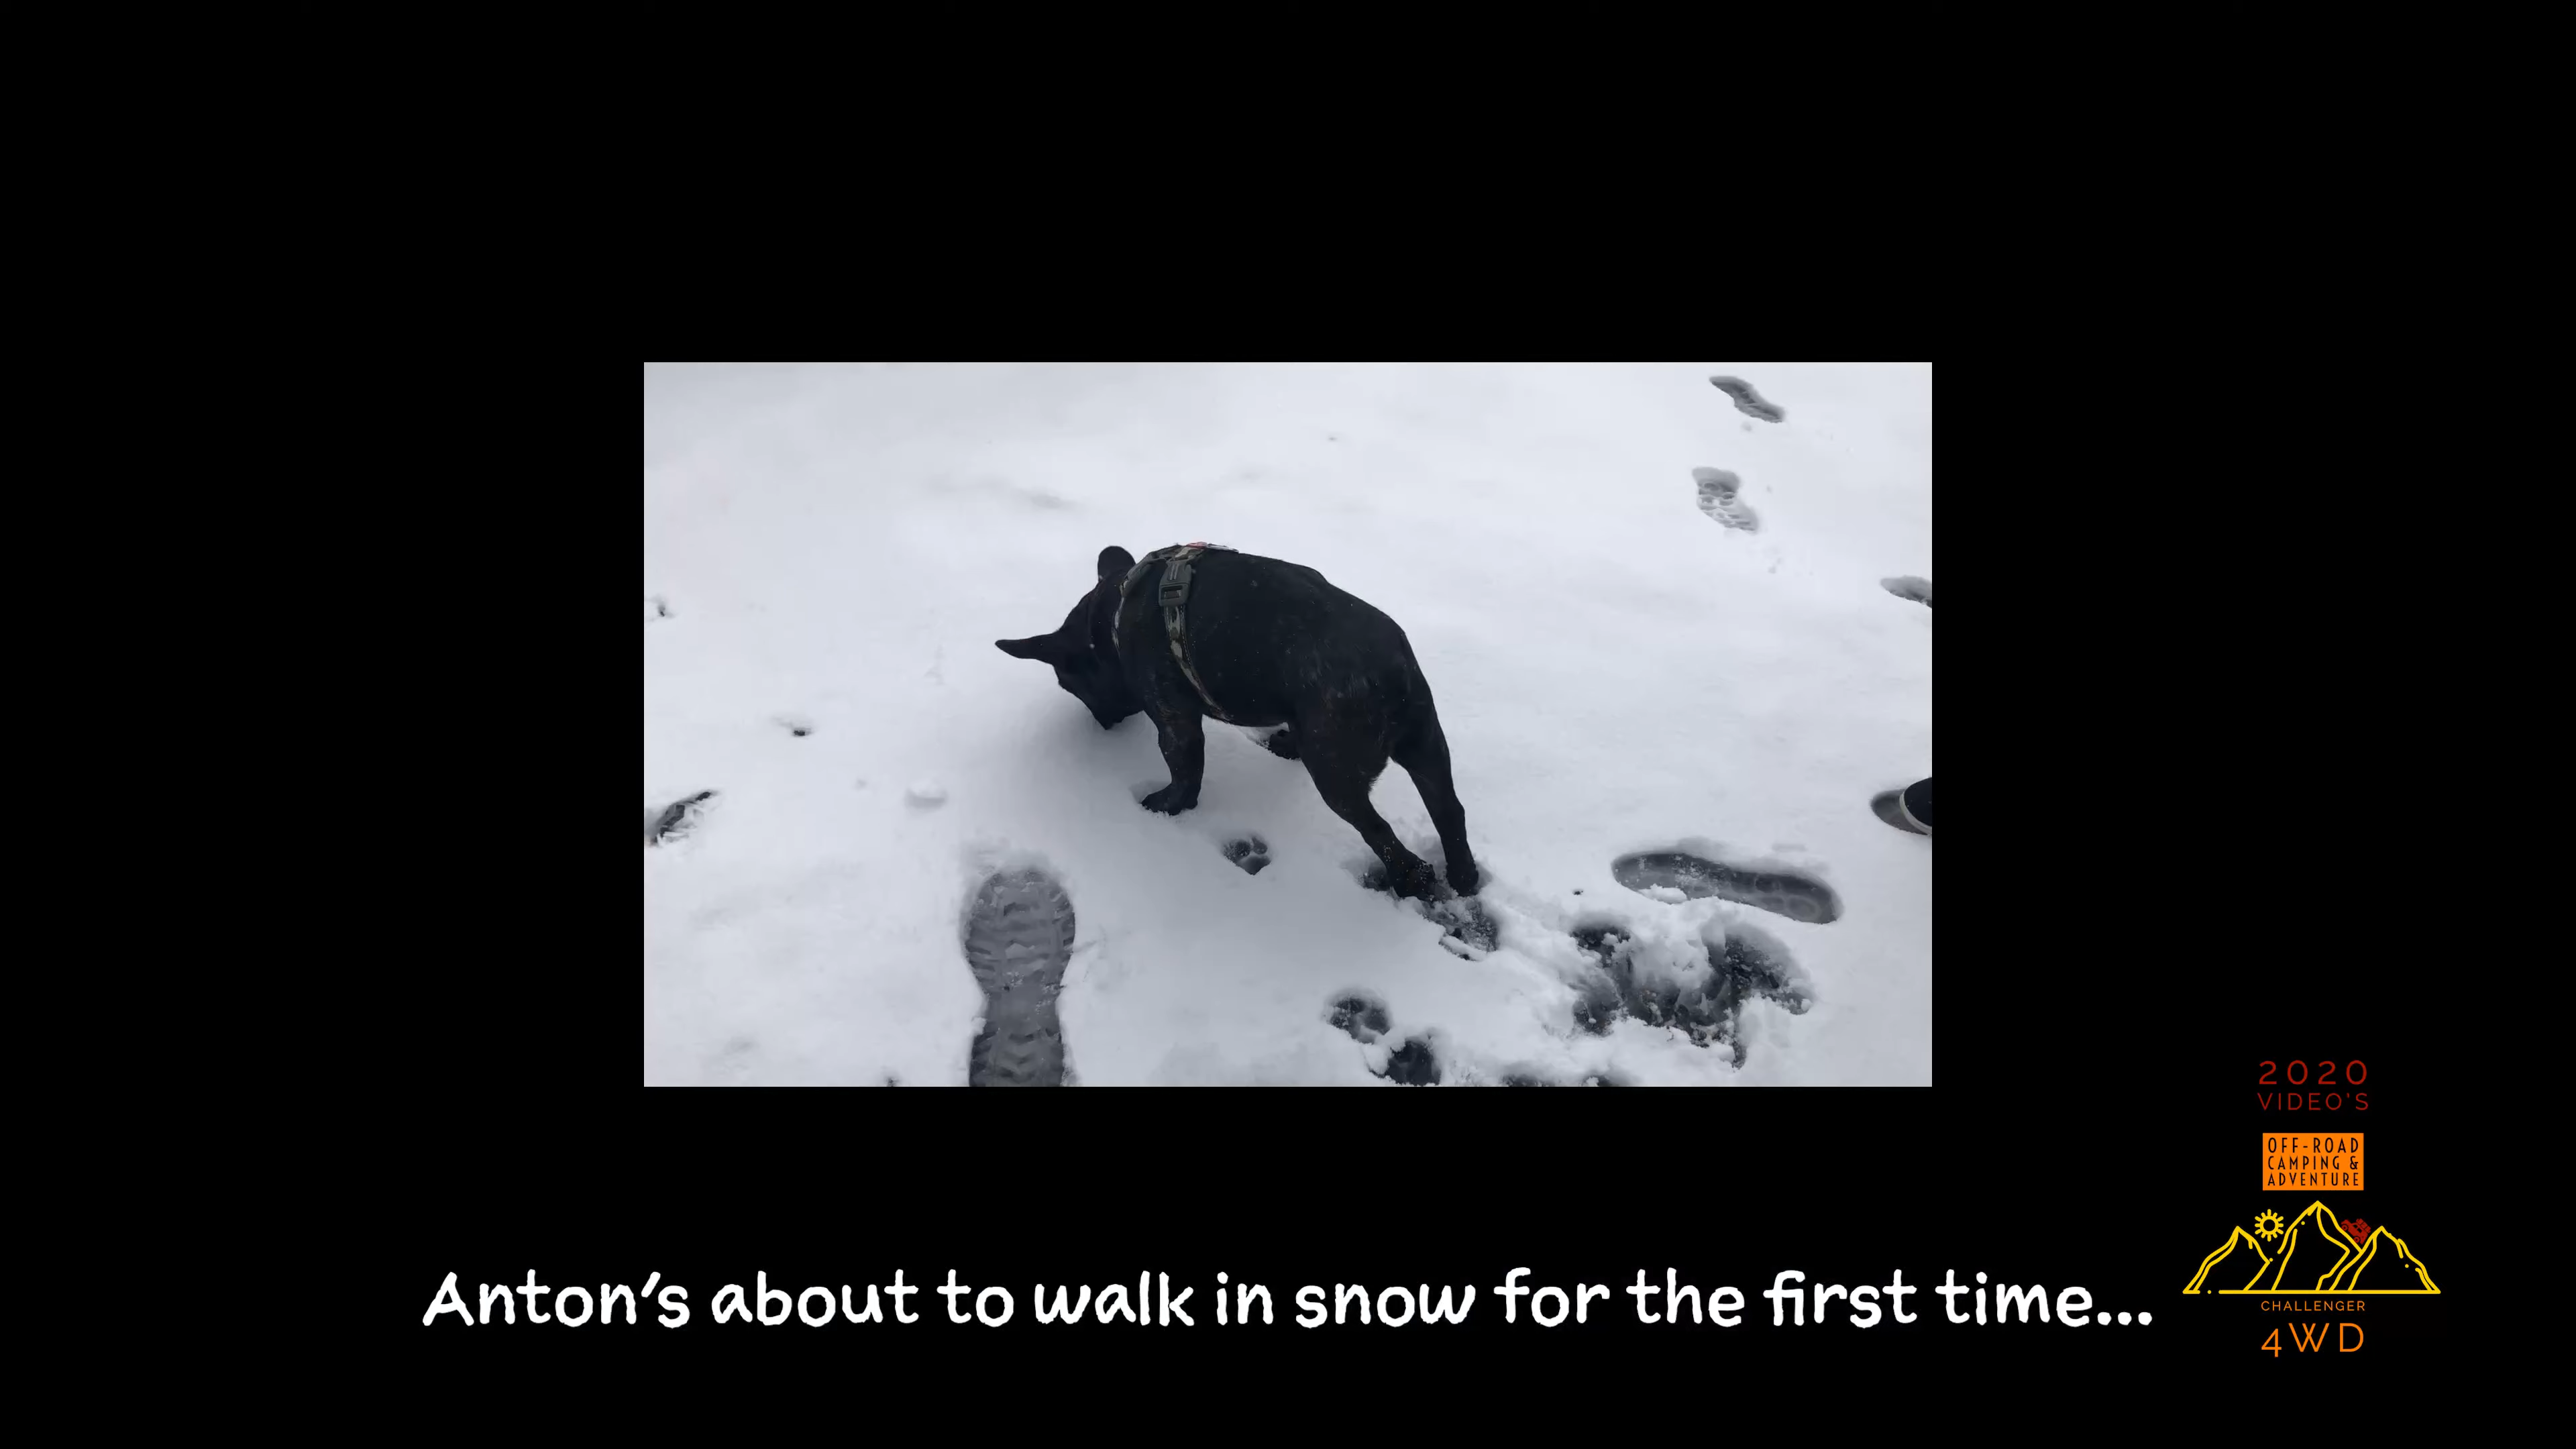 2020
VIDEO'S
OFF-ROAD
CAMPING &
ADVENTURE
Anton's about to walk in snow for the first time...
CHALLENGER
4WD